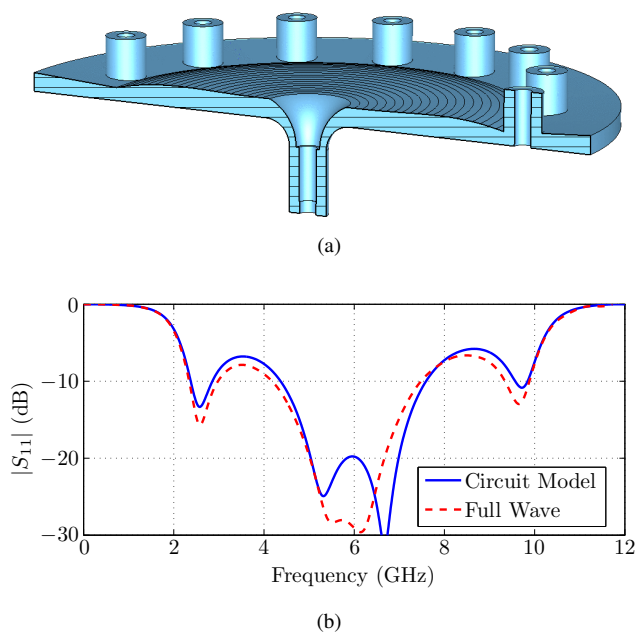 (a)
0
−10
−20
−30
|S₁₁| (dB)
Circuit Model
Full Wave
0 2 4 6 8 10 12
Frequency (GHz)
(b)